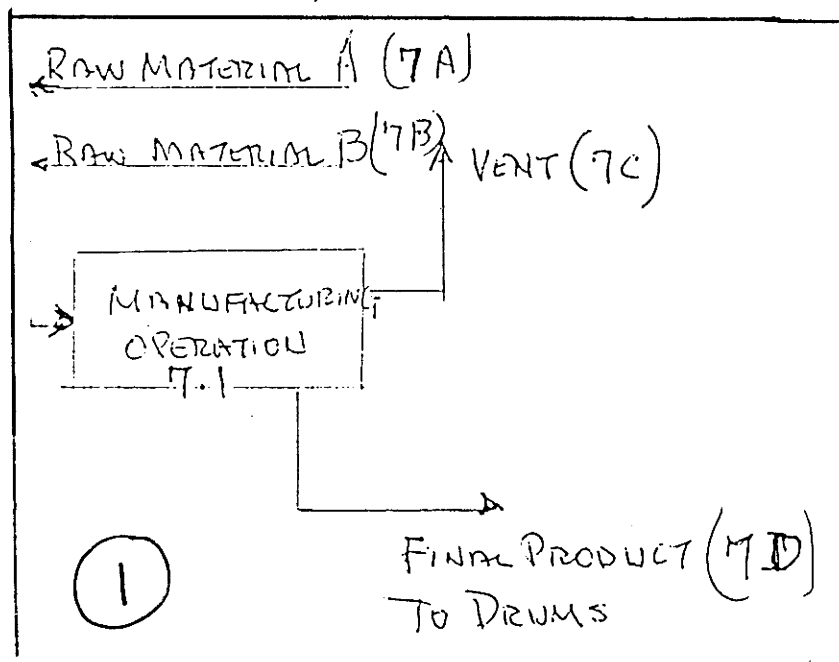 RAW MATERIAL A (7A)
RAW MATERIAL B (7B)
VENT (7C)
MANUFACTURING
OPERATION
7.1
FINAL PRODUCT (7D)
TO DRUMS
1